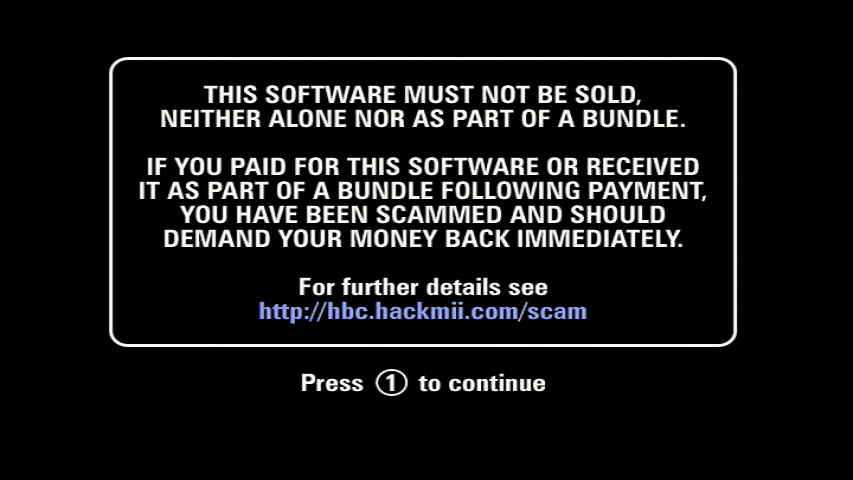 THIS SOFTWARE MUST NOT BE SOLD,
NEITHER ALONE NOR AS PART OF A BUNDLE.
IF YOU PAID FOR THIS SOFTWARE OR RECEIVED
IT AS PART OF A BUNDLE FOLLOWING PAYMENT,
YOU HAVE BEEN SCAMMED AND SHOULD
DEMAND YOUR MONEY BACK IMMEDIATELY.
For further details see
http://hbc.hackmii.com/scam
Press 1 to continue